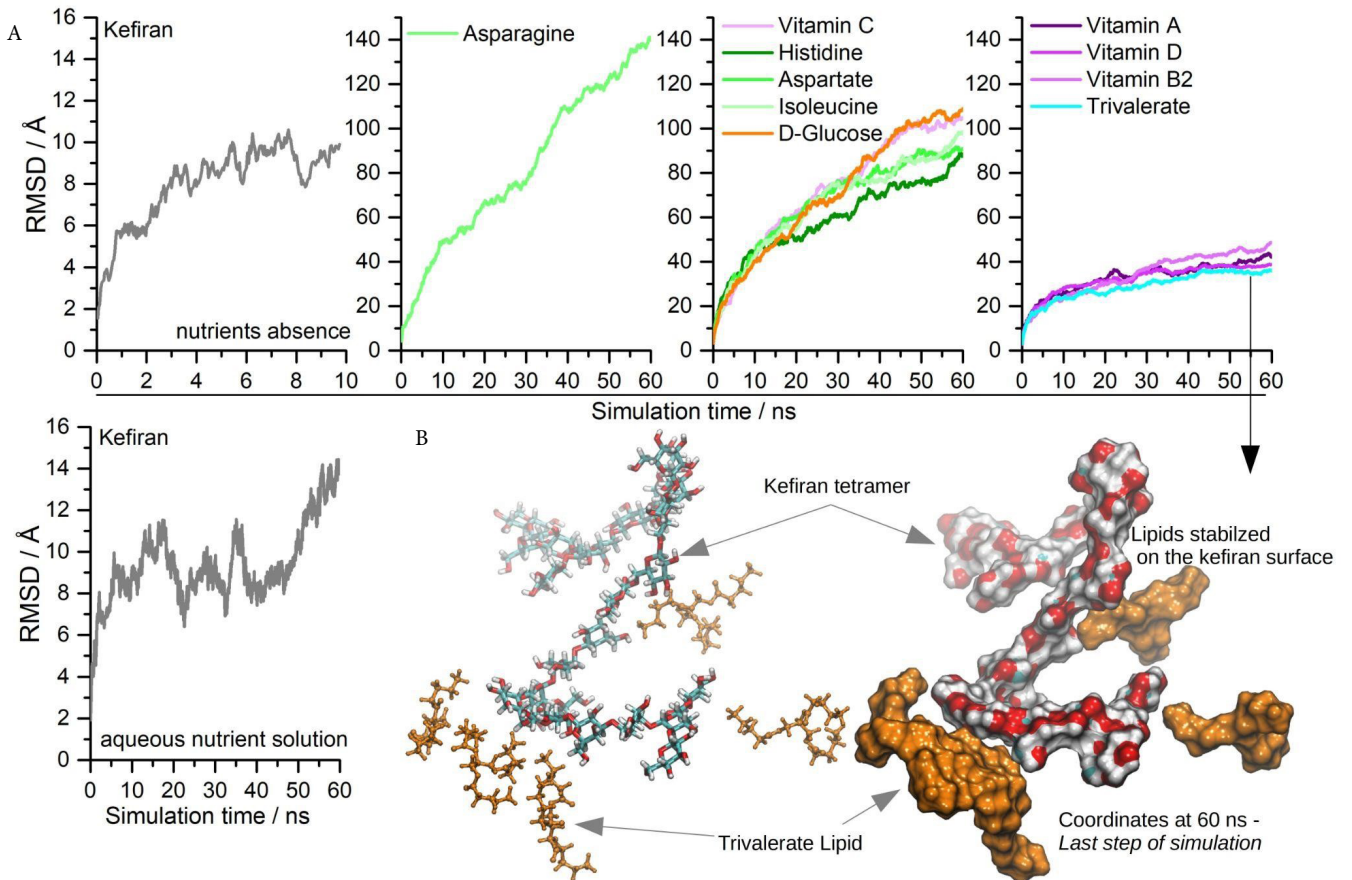 A
RMSD / Å
16
14
12
10
8
6
4
2
0
Kefiran
nutrients absence
0 2 4 6 8 10
140
120
100
80
60
40
20
0
Asparagine
0 10 20 30 40 50 60
140
120
100
80
60
40
20
0
Vitamin C
Histidine
Aspartate
Isoleucine
D-Glucose
0 10 20 30 40 50 60
140
120
100
80
60
40
20
0
Vitamin A
Vitamin D
Vitamin B2
Trivalerate
0 10 20 30 40 50 60
Simulation time / ns
RMSD / Å
16
14
12
10
8
6
4
2
0
Kefiran
aqueous nutrient solution
0 10 20 30 40 50 60
Simulation time / ns
B
Kefiran tetramer
Lipids stabilzed
on the kefiran surface
Trivalerate Lipid
Coordinates at 60 ns -
Last step of simulation